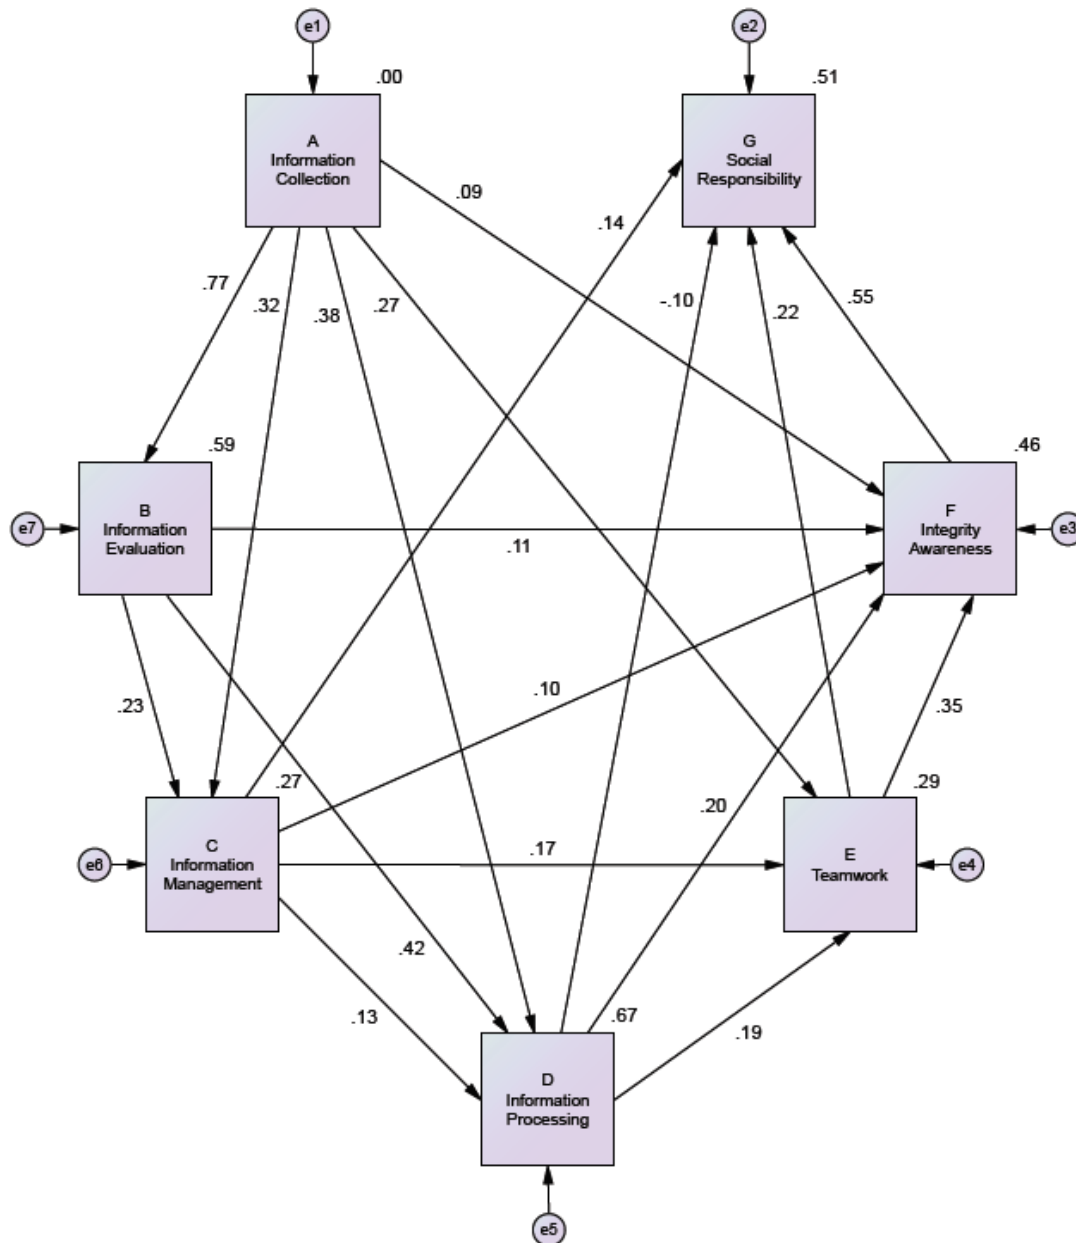 e1
e2
.00
.51
A
Information
Collection
G
Social
Responsibility
.09
.14
.77
.32
.38
.27
-.10
.22
.55
.59
.46
e7
B
Information
Evaluation
.11
F
Integrity
Awareness
e3
.23
.10
.35
.27
.20
.29
e6
C
Information
Management
.17
E
Teamwork
e4
.42
.13
.67
.19
D
Information
Processing
e5